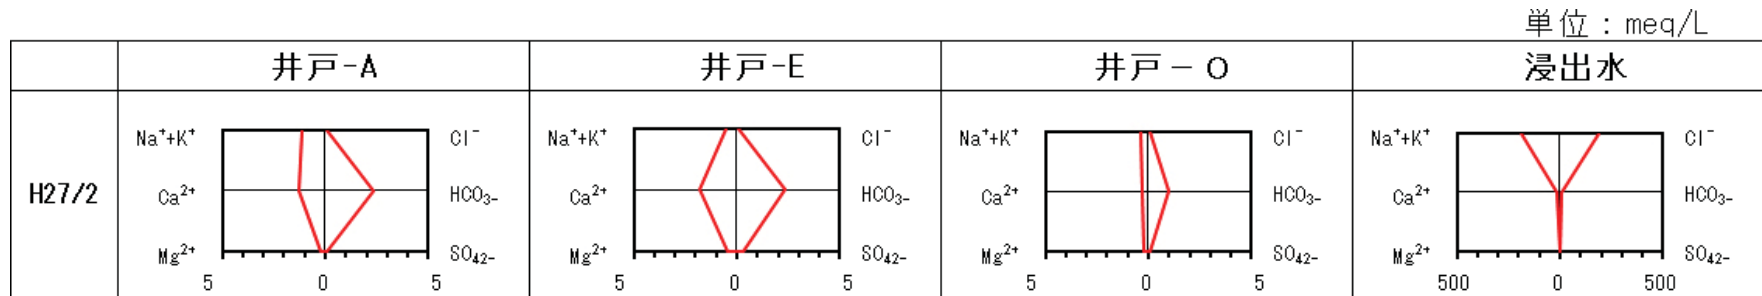 単位：meq/L
井戸-A 井戸-E 井戸－O 浸出水
H27/2
Na⁺+K⁺ Cl⁻ Na⁺+K⁺ Cl⁻ Na⁺+K⁺ Cl⁻ Na⁺+K⁺ Cl⁻
Ca²⁺ HCO₃₋ Ca²⁺ HCO₃₋ Ca²⁺ HCO₃₋ Ca²⁺ HCO₃₋
Mg²⁺ SO₄₂₋ Mg²⁺ SO₄₂₋ Mg²⁺ SO₄₂₋ Mg²⁺ SO₄₂₋
5 0 5 5 0 5 5 0 5 500 0 500